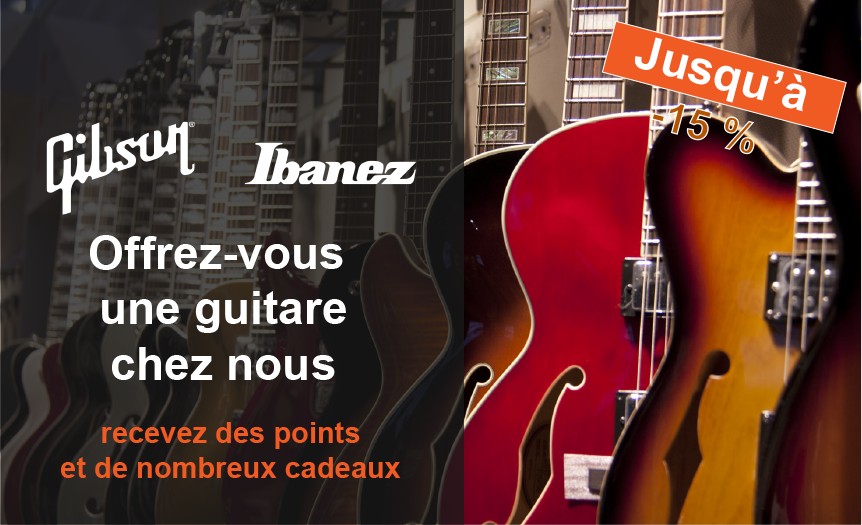 Jusqu'à
-15 %
Gibson®
Ibanez
Offrez-vous
une guitare
chez nous
recevez des points
et de nombreux cadeaux